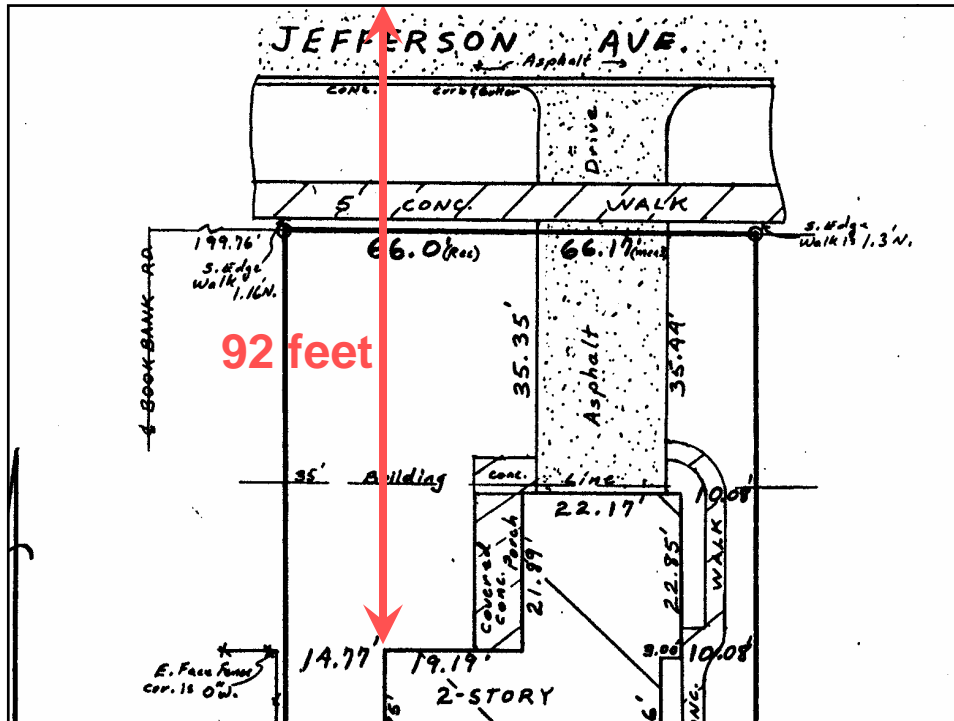 JEFFERSON AVE.
Asphalt
CONC. Curb & Gutter
Drive
5' CONC. WALK
199.76'
S. Edge
Walk is
1.16 N.
66.0' (Rec) 66.17' (meas)
S. Edge
Walk is 1.3' N.
BOOKBANK RD.
92 feet
35.35'
Asphalt
35.44'
35' Building Line
conc.
22.17'
10.08'
Covered
conc. Porch
21.89'
22.85'
WALK
14.77' 19.19'
3.00' 10.08'
E. Face Fence
cor. is 0" W.
2-STORY